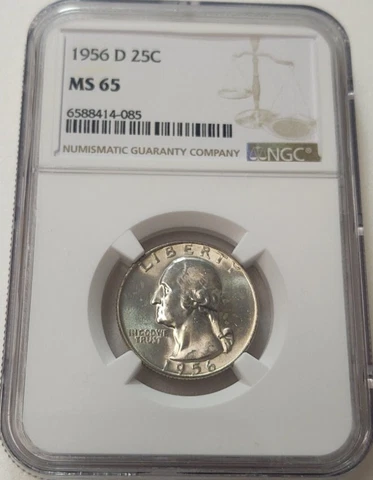 1956 D 25C
MS 65
6588414-085
NUMISMATIC GUARANTY COMPANY
NGC®
LIBERTY
IN GOD WE
TRUST
1956